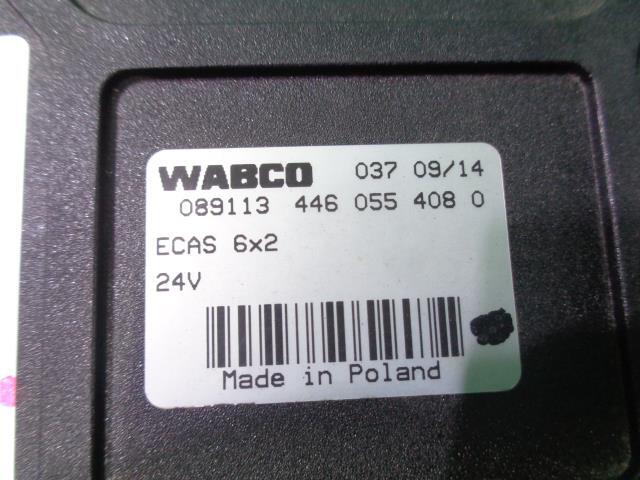 WABCO 037 09/14
089113 446 055 408 0
ECAS 6x2
24V
Made in Poland